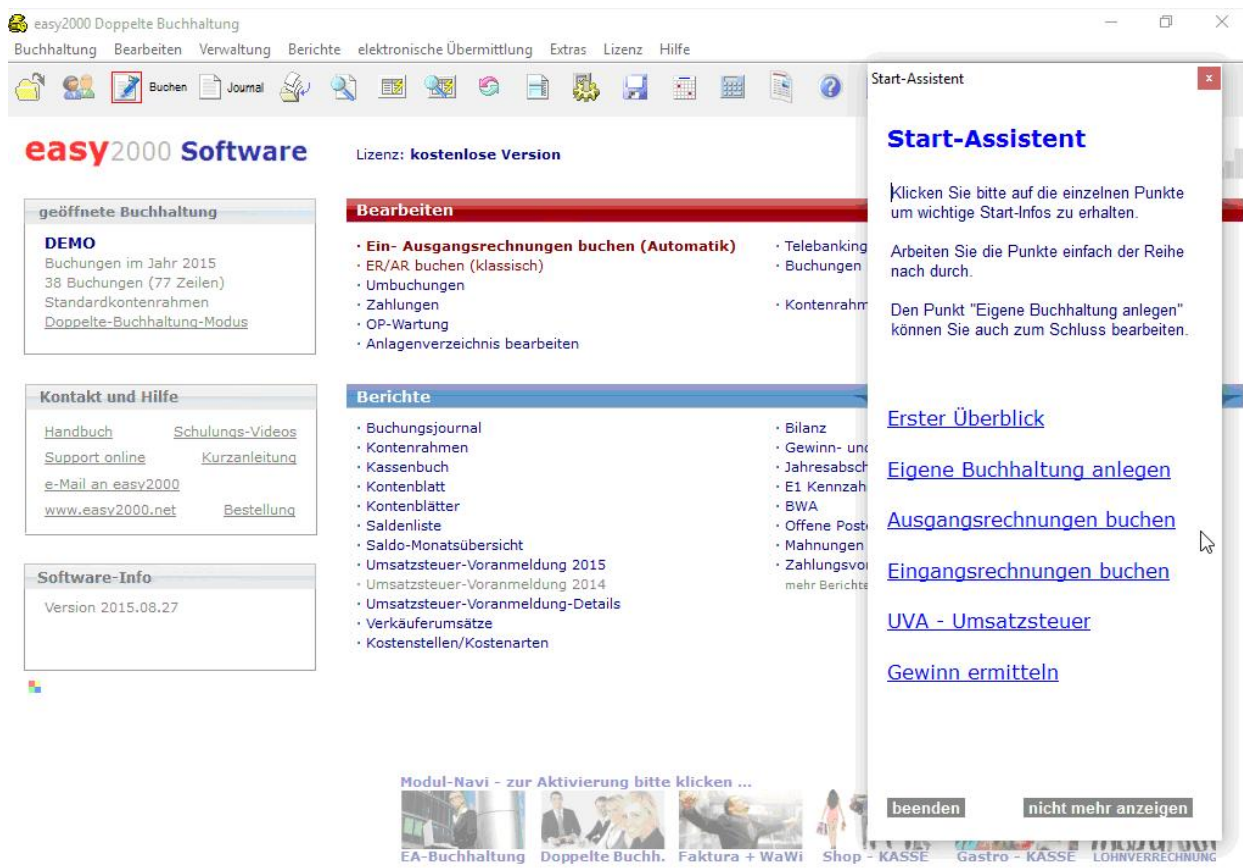 easy2000 Doppelte Buchhaltung
Buchhaltung Bearbeiten Verwaltung Berichte elektronische Übermittlung Extras Lizenz Hilfe
Buchen Journal
easy2000 Software
Lizenz: kostenlose Version
geöffnete Buchhaltung
DEMO
Buchungen im Jahr 2015
38 Buchungen (77 Zeilen)
Standardkontenrahmen
Doppelte-Buchhaltung-Modus
Kontakt und Hilfe
Handbuch Schulungs-Videos
Support online Kurzanleitung
e-Mail an easy2000
www.easy2000.net Bestellung
Software-Info
Version 2015.08.27
Bearbeiten
· Ein- Ausgangsrechnungen buchen (Automatik)
· ER/AR buchen (klassisch)
· Umbuchungen
· Zahlungen
· OP-Wartung
· Anlagenverzeichnis bearbeiten
· Telebanking
· Buchungen
· Kontenrahm
Berichte
· Buchungsjournal
· Kontenrahmen
· Kassenbuch
· Kontenblatt
· Kontenblätter
· Saldenliste
· Saldo-Monatsübersicht
· Umsatzsteuer-Voranmeldung 2015
· Umsatzsteuer-Voranmeldung 2014
· Umsatzsteuer-Voranmeldung-Details
· Verkäuferumsätze
· Kostenstellen/Kostenarten
· Bilanz
· Gewinn- und
· Jahresabsch
· E1 Kennzah
· BWA
· Offene Poste
· Mahnungen
· Zahlungsvor
mehr Berichte
Modul-Navi - zur Aktivierung bitte klicken ...
EA-Buchhaltung Doppelte Buchh. Faktura + WaWi Shop - KASSE Gastro - KASSE LOHNVERRECHNUNG
Start-Assistent
x
Start-Assistent
Klicken Sie bitte auf die einzelnen Punkte
um wichtige Start-Infos zu erhalten.
Arbeiten Sie die Punkte einfach der Reihe
nach durch.
Den Punkt "Eigene Buchhaltung anlegen"
können Sie auch zum Schluss bearbeiten.
Erster Überblick
Eigene Buchhaltung anlegen
Ausgangsrechnungen buchen
Eingangsrechnungen buchen
UVA - Umsatzsteuer
Gewinn ermitteln
beenden nicht mehr anzeigen